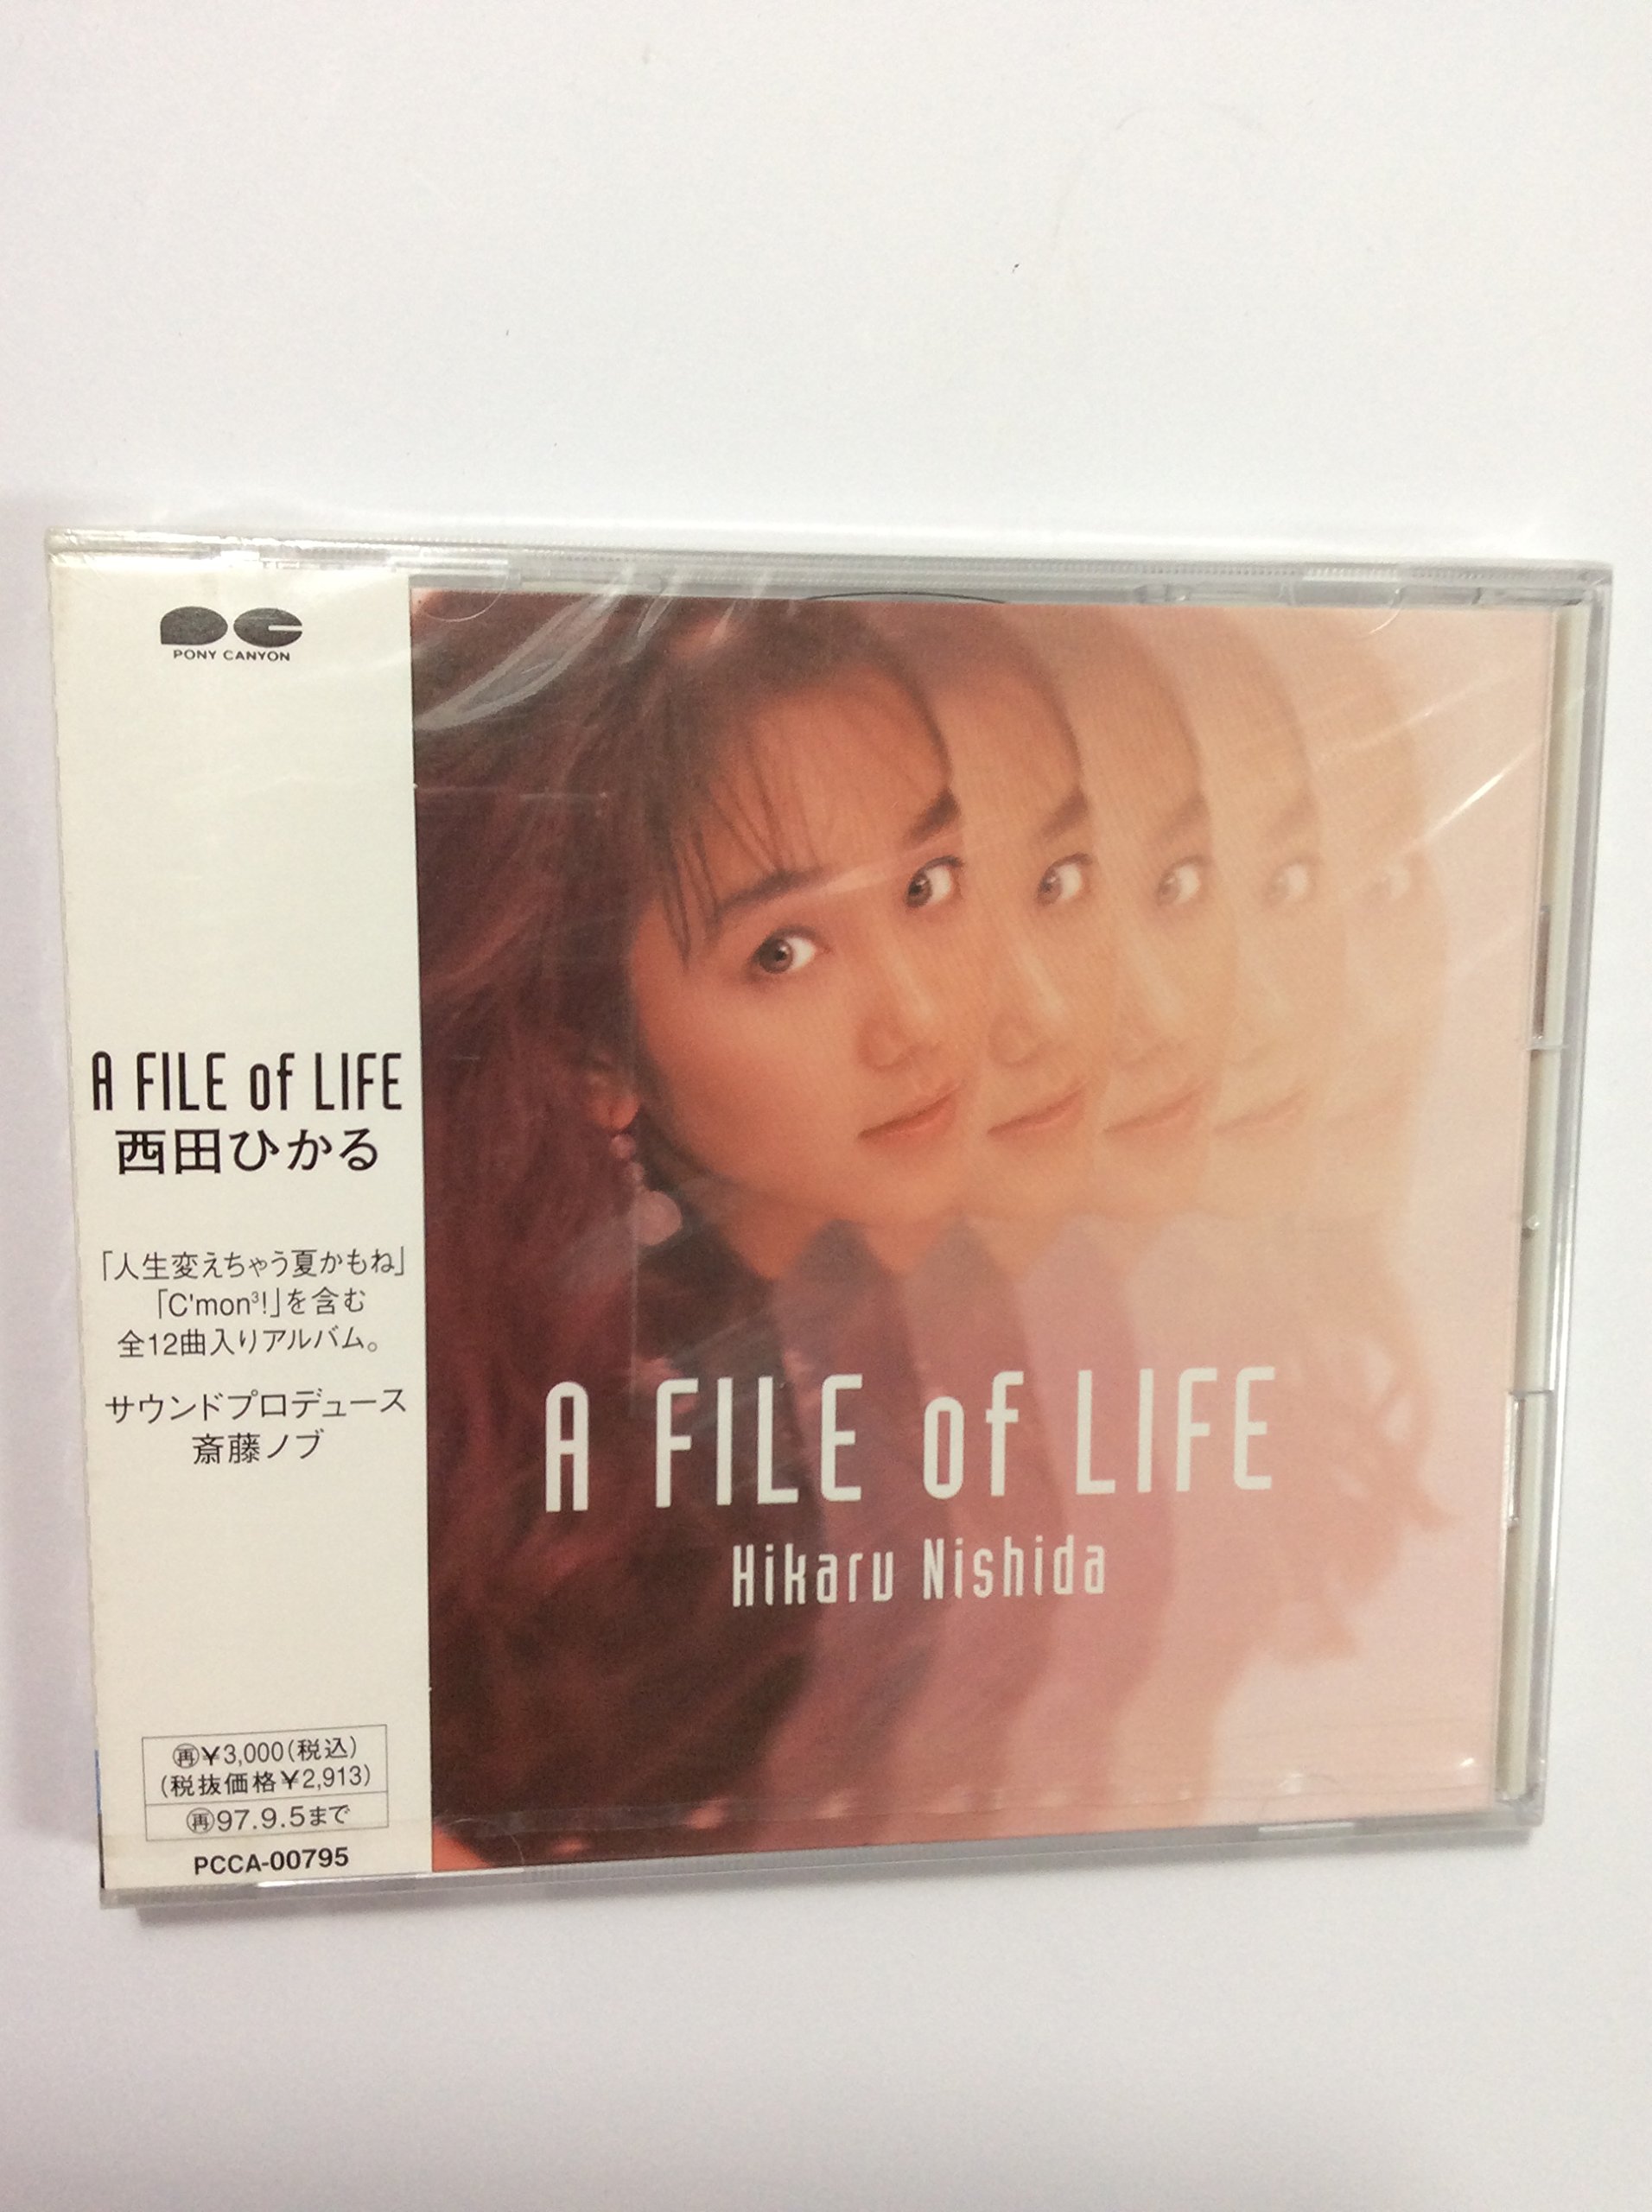 PONY CANYON
A FILE of LIFE
西田ひかる
「人生変えちゃう夏かもね」
「C'mon³!」を含む
全12曲入りアルバム。
サウンドプロデュース
斎藤ノブ
㊢¥3,000(税込)
(税抜価格¥2,913)
㊢97.9.5まで
PCCA-00795
A FILE of LIFE
Hikaru Nishida